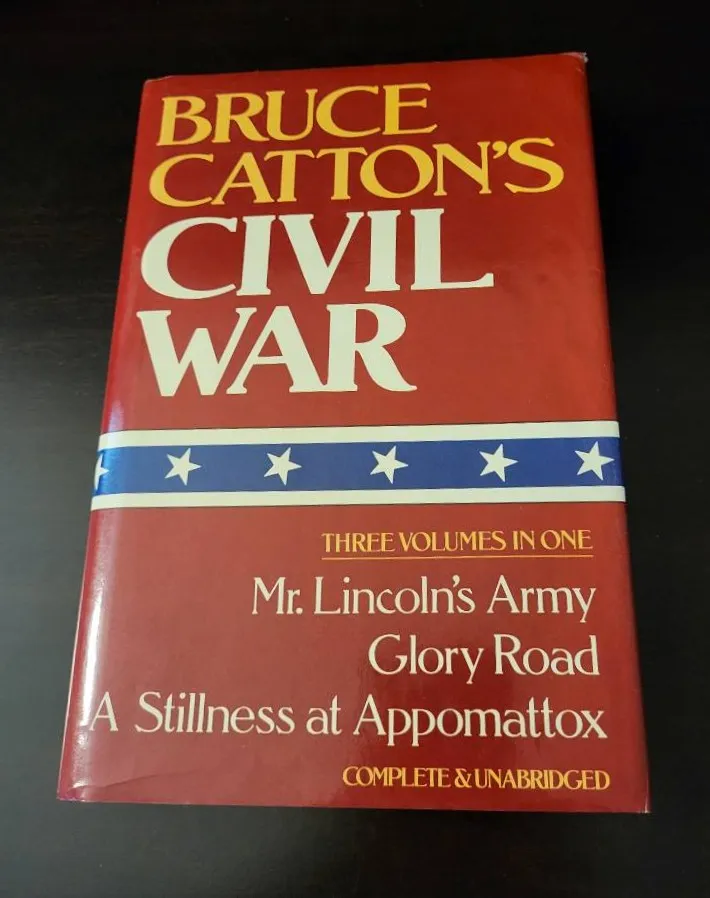 BRUCE
CATTON'S
CIVIL
WAR
THREE VOLUMES IN ONE
Mr. Lincoln's Army
Glory Road
A Stillness at Appomattox
COMPLETE & UNABRIDGED